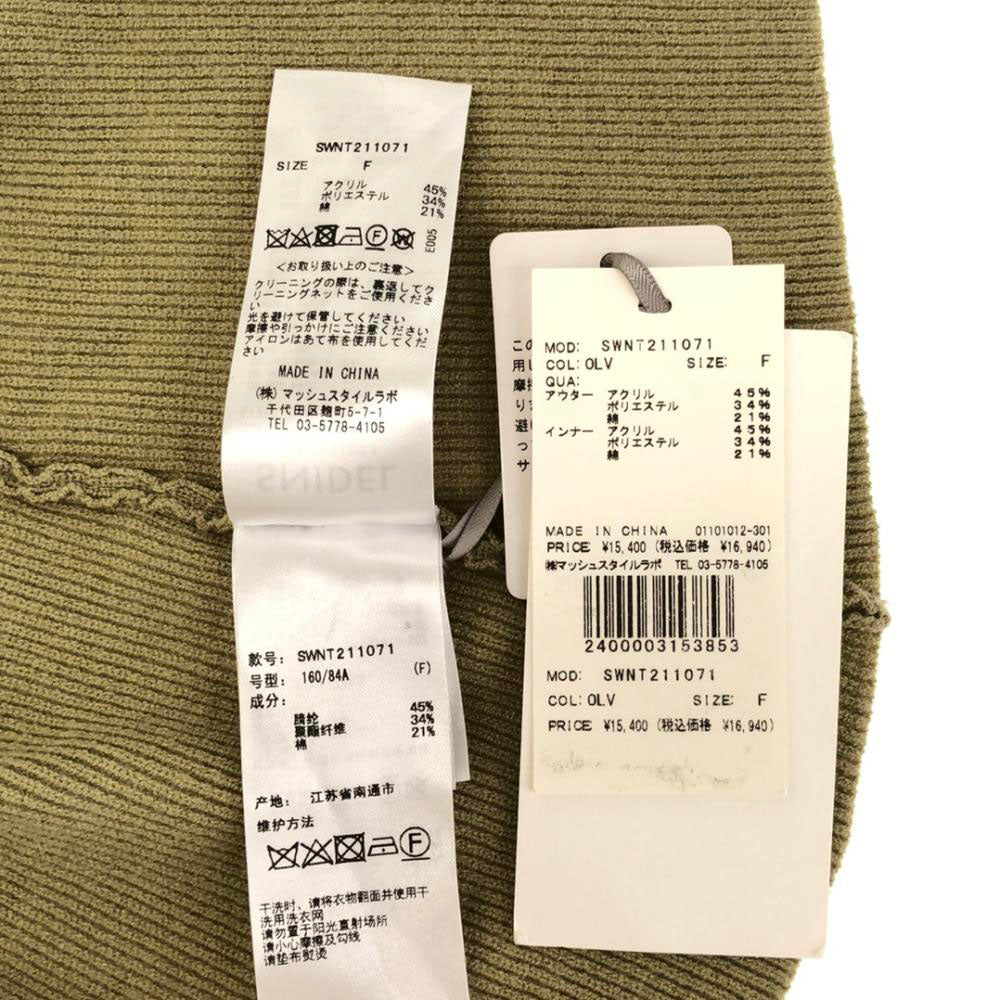 SWNT211071
SIZE F
アクリル 45%
ポリエステル 34%
綿 21%
E005
<お取り扱い上のご注意>
クリーニングの際は、裏返してク
リーニングネットをご使用くださ
い
光を避けて保管してください
摩擦や引っかけにご注意ください
アイロンはあて布を使用してくだ
さい
MADE IN CHINA
(株)マッシュスタイルラボ
千代田区麹町5-7-1
TEL 03-5778-4105
SNIDEL
款号: SWNT211071
号型: 160/84A (F)
成分:
腈纶 45%
聚酯纤维 34%
棉 21%
产地: 江苏省南通市
维护方法
干洗时、请将衣物翻面并使用干
洗用洗衣网
请勿置于阳光直射场所
请小心摩擦及勾线
请垫布熨烫
この
用し
摩擦
りま
避け
っ
サ
MOD: SWNT211071
COL: OLV SIZE: F
QUA:
アウター アクリル 45%
ポリエステル 34%
綿 21%
インナー アクリル 45%
ポリエステル 34%
綿 21%
MADE IN CHINA 01101012-301
PRICE ¥15,400 (税込価格 ¥16,940)
㈱マッシュスタイルラボ TEL 03-5778-4105
2400003153853
MOD: SWNT211071
COL: OLV SIZE: F
PRICE ¥15,400 (税込価格 ¥16,940)